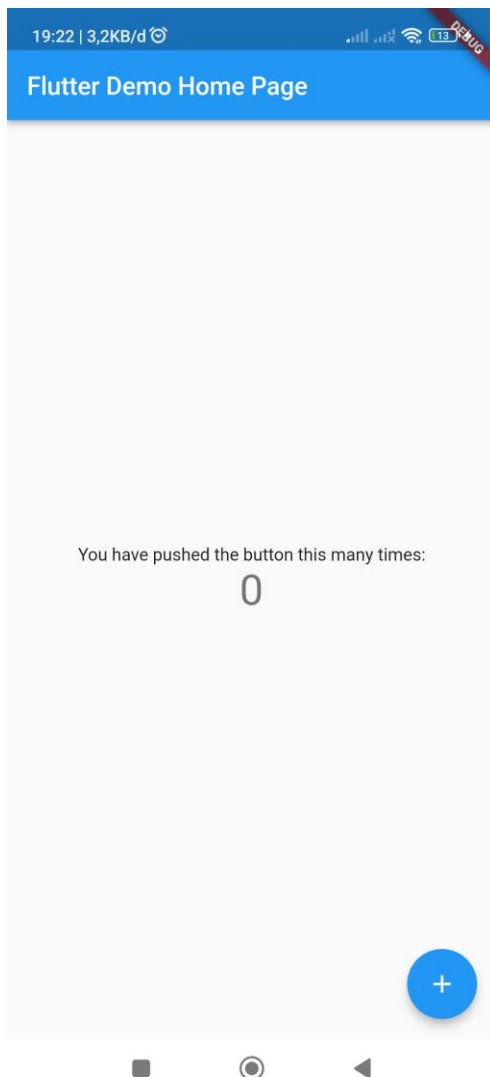 19:22 | 3,2KB/d
13
DEBUG
Flutter Demo Home Page
You have pushed the button this many times:
0
+